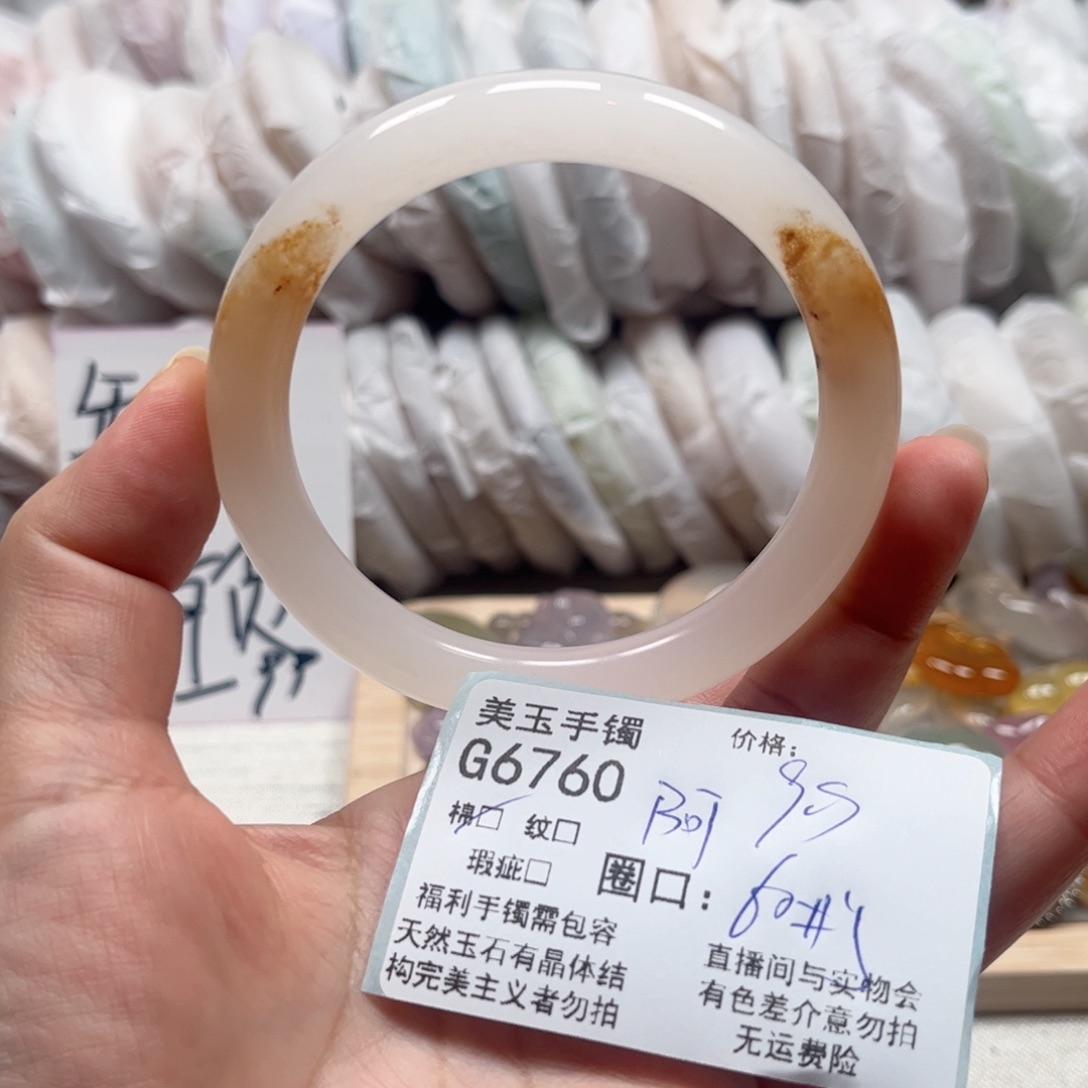 美玉手镯
价格：
G6760
棉□ 纹□
阿
瑕疵□
圈口：60#
福利手镯需包容
天然玉石有晶体结
构完美主义者勿拍
直播间与实物会
有色差介意勿拍
无运费险